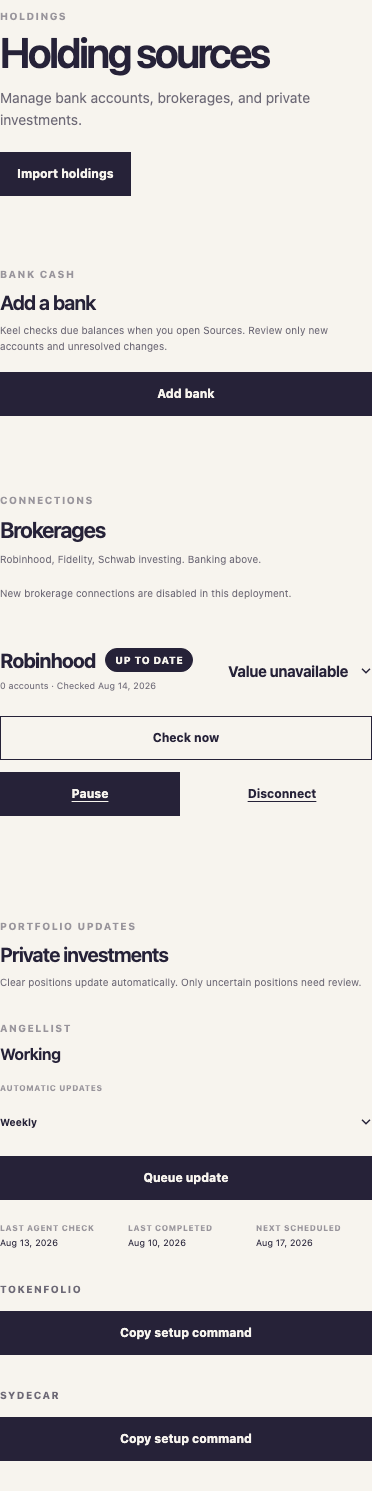 HOLDINGS
Holding sources
Manage bank accounts, brokerages, and private
investments.
Import holdings
BANK CASH
Add a bank
Keel checks due balances when you open Sources. Review only new
accounts and unresolved changes.
Add bank
CONNECTIONS
Brokerages
Robinhood, Fidelity, Schwab investing. Banking above.
New brokerage connections are disabled in this deployment.
Robinhood UP TO DATE
Value unavailable
0 accounts · Checked Aug 14, 2026
Check now
Pause Disconnect
PORTFOLIO UPDATES
Private investments
Clear positions update automatically. Only uncertain positions need review.
ANGELLIST
Working
AUTOMATIC UPDATES
Weekly
Queue update
LAST AGENT CHECK LAST COMPLETED NEXT SCHEDULED
Aug 13, 2026 Aug 10, 2026 Aug 17, 2026
TOKENFOLIO
Copy setup command
SYDECAR
Copy setup command